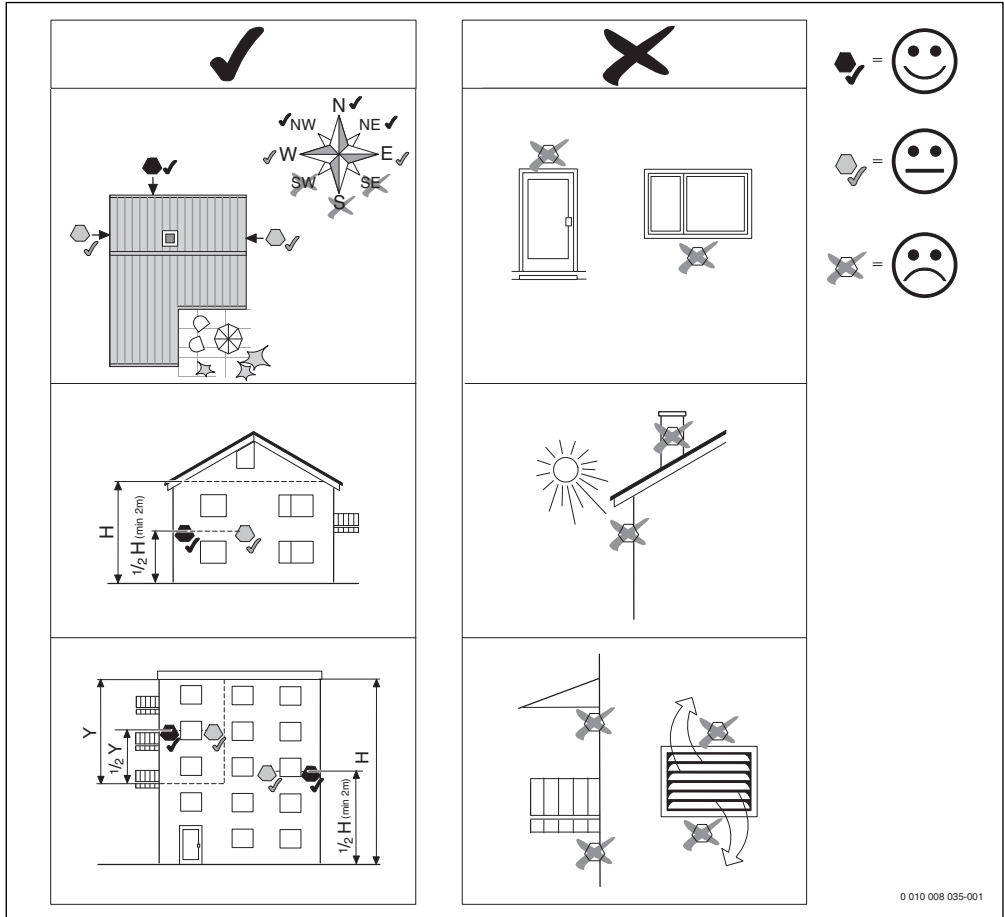 N
NW
NE
W
E
SW
SE
S
=
=
=
H
1/2 H (min 2m)
Y
1/2 Y
H
1/2 H (min 2m)
0 010 008 035-001